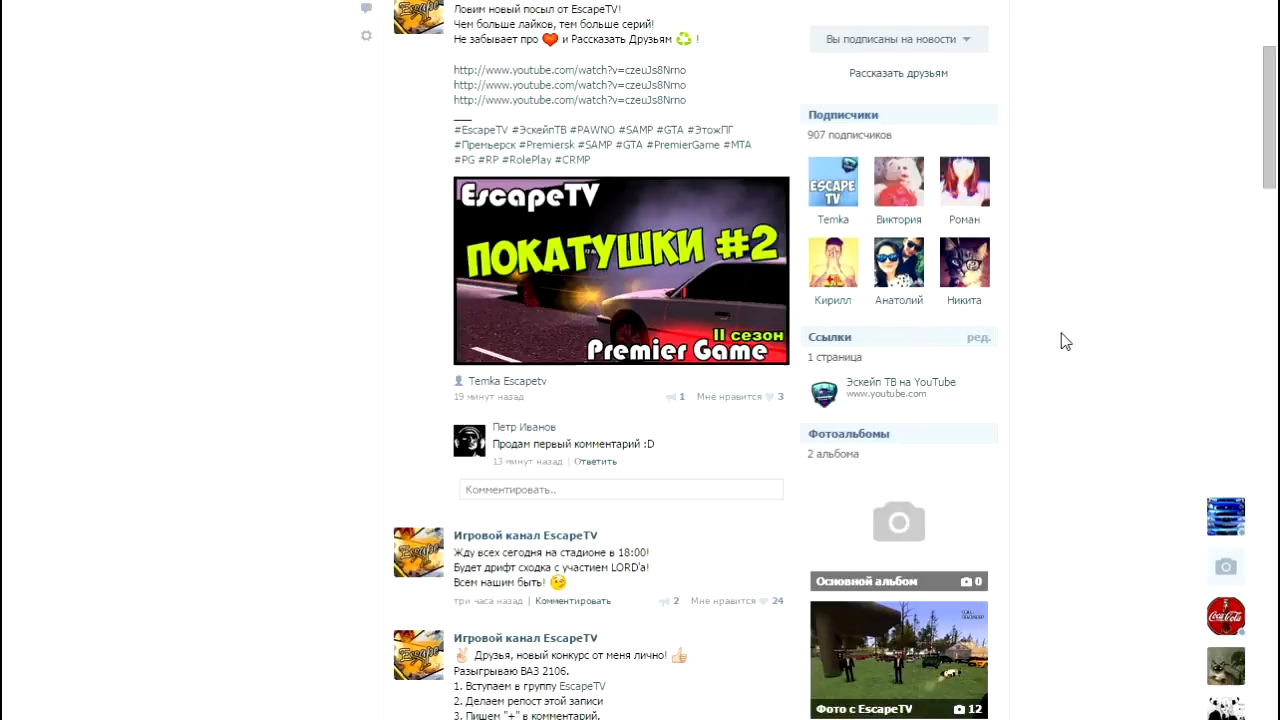 Ловим новый посыл от EscapeTV!
Чем больше лайков, тем больше серий!
Не забывает про ❤ и Рассказать Друзьям ♻ !
http://www.youtube.com/watch?v=czeuJs8Nrno
http://www.youtube.com/watch?v=czeuJs8Nrno
http://www.youtube.com/watch?v=czeuJs8Nrno
#EscapeTV #ЭскейпТВ #PAWNO #SAMP #GTA #ЭтожПГ
#Премьерск #Premiersk #SAMP #GTA #PremierGame #MTA
#PG #RP #RolePlay #CRMP
EscapeTV
ПОКАТУШКИ #2
II сезон
Premier Game
Temka Escapetv
19 минут назад 1 Мне нравится 3
Петр Иванов
Продам первый комментарий :D
13 минут назад | Ответить
Комментировать..
Escape
Игровой канал EscapeTV
Жду всех сегодня на стадионе в 18:00!
Будет дрифт сходка с участием LORD'а!
Всем нашим быть!
три часа назад | Комментировать 2 Мне нравится 24
Escape
Игровой канал EscapeTV
Друзья, новый конкурс от меня лично!
Разыгрываю ВАЗ 2106.
1. Вступаем в группу EscapeTV
2. Делаем репост этой записи
3. Пишем "+" в комментарий.
Вы подписаны на новости
Рассказать друзьям
Подписчики
907 подписчиков
ESCAPE TV
Temka Виктория Роман
Кирилл Анатолий Никита
Ссылки ред.
1 страница
Эскейп ТВ на YouTube
www.youtube.com
Фотоальбомы
2 альбома
Основной альбом 0
Фото с EscapeTV 12
Coca-Cola